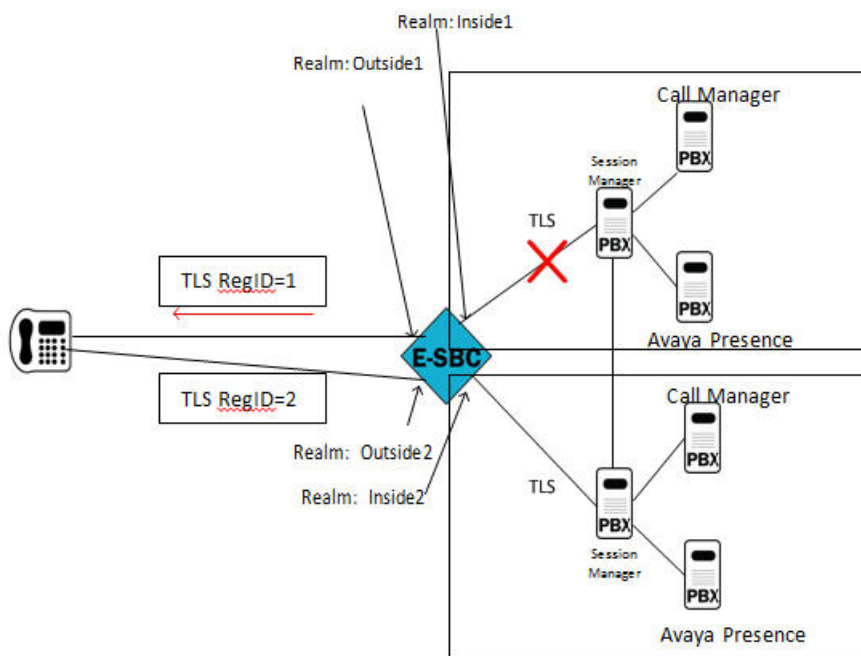 Realm: Inside1
Realm: Outside1
Call Manager
PBX
Session
Manager
PBX
TLS
TLS RegID=1
PBX
Avaya Presence
E-SBC
TLS RegID=2
Call Manager
PBX
Realm: Outside2
Realm: Inside2
TLS
PBX
Session
Manager
PBX
Avaya Presence